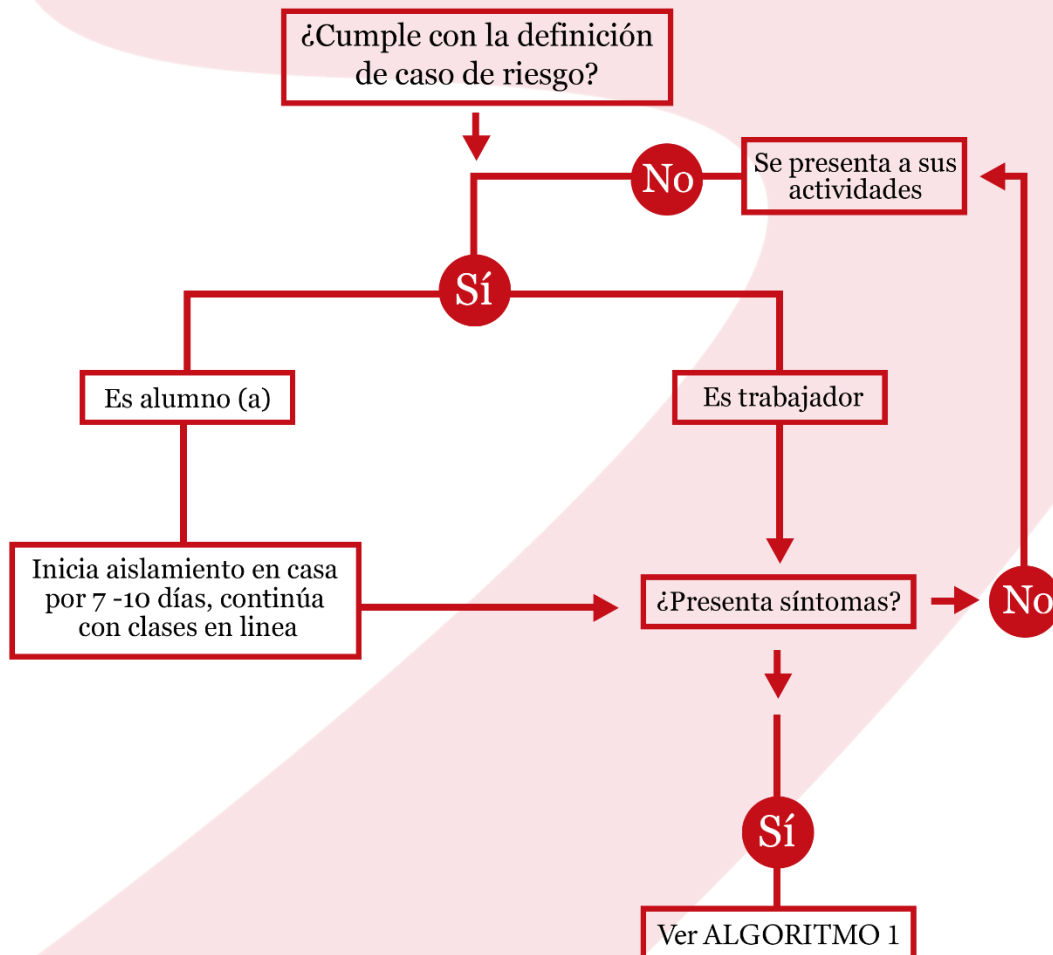 ¿Cumple con la definición
de caso de riesgo?
No
Se presenta a sus
actividades
Sí
Es alumno (a)
Es trabajador
Inicia aislamiento en casa
por 7 -10 días, continúa
con clases en linea
¿Presenta síntomas?
No
Sí
Ver ALGORITMO 1